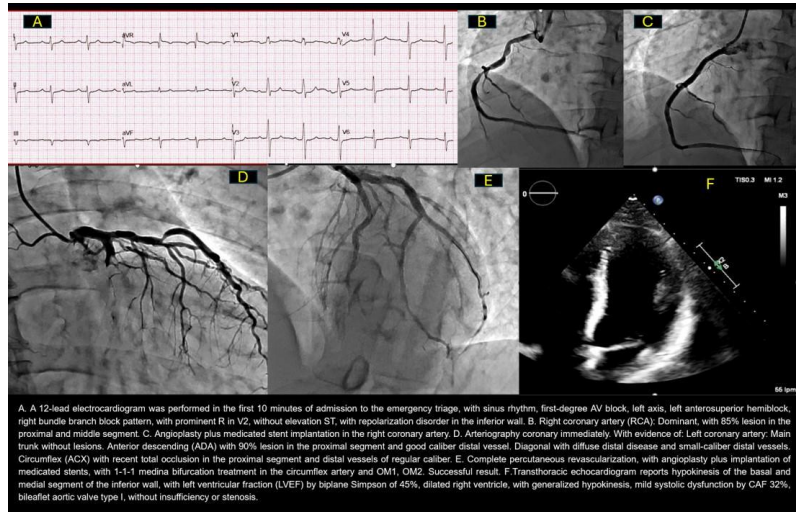 A
aVR
V1
V4
II
aVL
V2
V5
III
aVF
V3
V6
B
C
D
E
F
0
TIS0.3 MI 1.2
M3
55 lpm
A. A 12-lead electrocardiogram was performed in the first 10 minutes of admission to the emergency triage, with sinus rhythm, first-degree AV block, left axis, left anterosuperior hemiblock,
right bundle branch block pattern, with prominent R in V2, without elevation ST, with repolarization disorder in the inferior wall. B. Right coronary artery (RCA): Dominant, with 85% lesion in the
proximal and middle segment. C. Angioplasty plus medicated stent implantation in the right coronary artery. D. Arteriography coronary immediately. With evidence of: Left coronary artery: Main
trunk without lesions. Anterior descending (ADA) with 90% lesion in the proximal segment and good caliber distal vessel. Diagonal with diffuse distal disease and small-caliber distal vessels.
Circumflex (ACX) with recent total occlusion in the proximal segment and distal vessels of regular caliber. E. Complete percutaneous revascularization, with angioplasty plus implantation of
medicated stents, with 1-1-1 medina bifurcation treatment in the circumflex artery and OM1, OM2. Successful result. F.Transthoracic echocardiogram reports hypokinesis of the basal and
medial segment of the inferior wall, with left ventricular fraction (LVEF) by biplane Simpson of 45%, dilated right ventricle, with generalized hypokinesis, mild systolic dysfunction by CAF 32%,
bileaflet aortic valve type I, without insufficiency or stenosis.